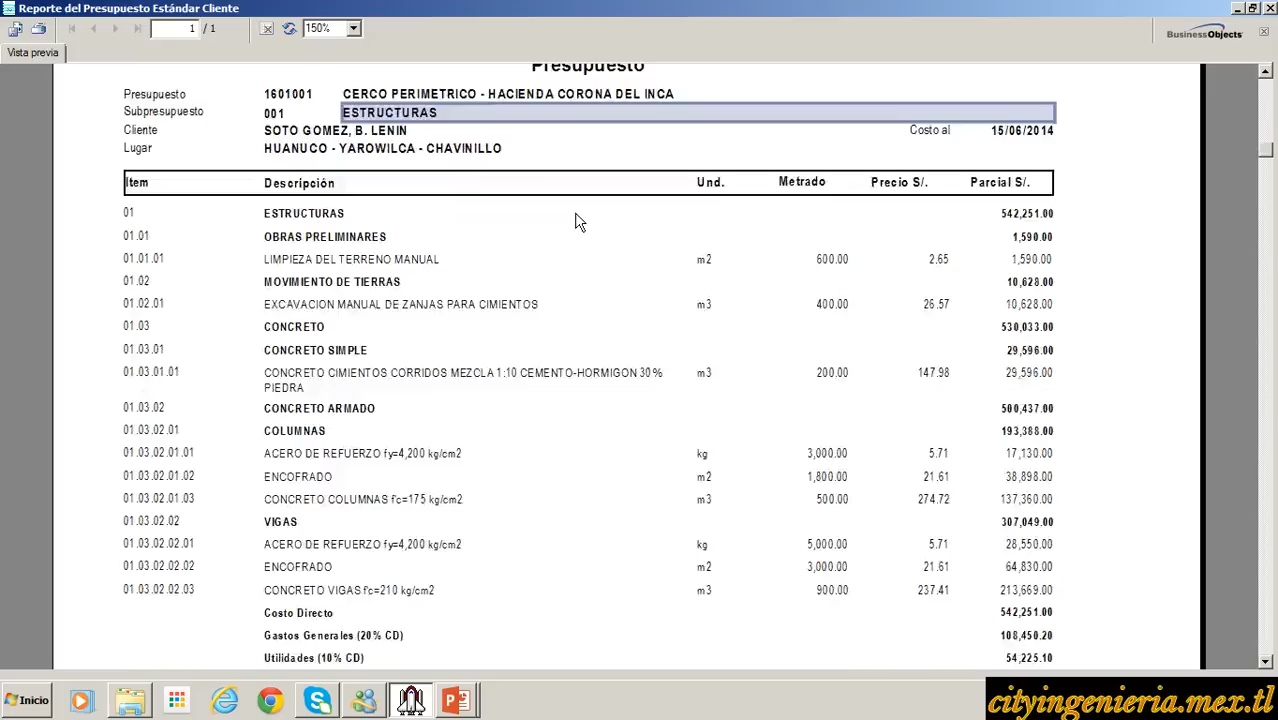 Reporte del Presupuesto Estándar Cliente
1 / 1 150% BusinessObjects
Vista previa
Presupuesto
Presupuesto 1601001 CERCO PERIMETRICO - HACIENDA CORONA DEL INCA
Subpresupuesto 001 ESTRUCTURAS
Cliente SOTO GOMEZ, B. LENIN Costo al 15/06/2014
Lugar HUANUCO - YAROWILCA - CHAVINILLO
Item Descripción Und. Metrado Precio S/. Parcial S/.
01 ESTRUCTURAS 542,251.00
01.01 OBRAS PRELIMINARES 1,590.00
01.01.01 LIMPIEZA DEL TERRENO MANUAL m2 600.00 2.65 1,590.00
01.02 MOVIMIENTO DE TIERRAS 10,628.00
01.02.01 EXCAVACION MANUAL DE ZANJAS PARA CIMIENTOS m3 400.00 26.57 10,628.00
01.03 CONCRETO 530,033.00
01.03.01 CONCRETO SIMPLE 29,596.00
01.03.01.01 CONCRETO CIMIENTOS CORRIDOS MEZCLA 1:10 CEMENTO-HORMIGON 30% m3 200.00 147.98 29,596.00
PIEDRA
01.03.02 CONCRETO ARMADO 500,437.00
01.03.02.01 COLUMNAS 193,388.00
01.03.02.01.01 ACERO DE REFUERZO fy=4,200 kg/cm2 kg 3,000.00 5.71 17,130.00
01.03.02.01.02 ENCOFRADO m2 1,800.00 21.61 38,898.00
01.03.02.01.03 CONCRETO COLUMNAS f'c=175 kg/cm2 m3 500.00 274.72 137,360.00
01.03.02.02 VIGAS 307,049.00
01.03.02.02.01 ACERO DE REFUERZO fy=4,200 kg/cm2 kg 5,000.00 5.71 28,550.00
01.03.02.02.02 ENCOFRADO m2 3,000.00 21.61 64,830.00
01.03.02.02.03 CONCRETO VIGAS f'c=210 kg/cm2 m3 900.00 237.41 213,669.00
Costo Directo 542,251.00
Gastos Generales (20% CD) 108,450.20
Utilidades (10% CD) 54,225.10
Inicio
cityingenieria.mex.tl